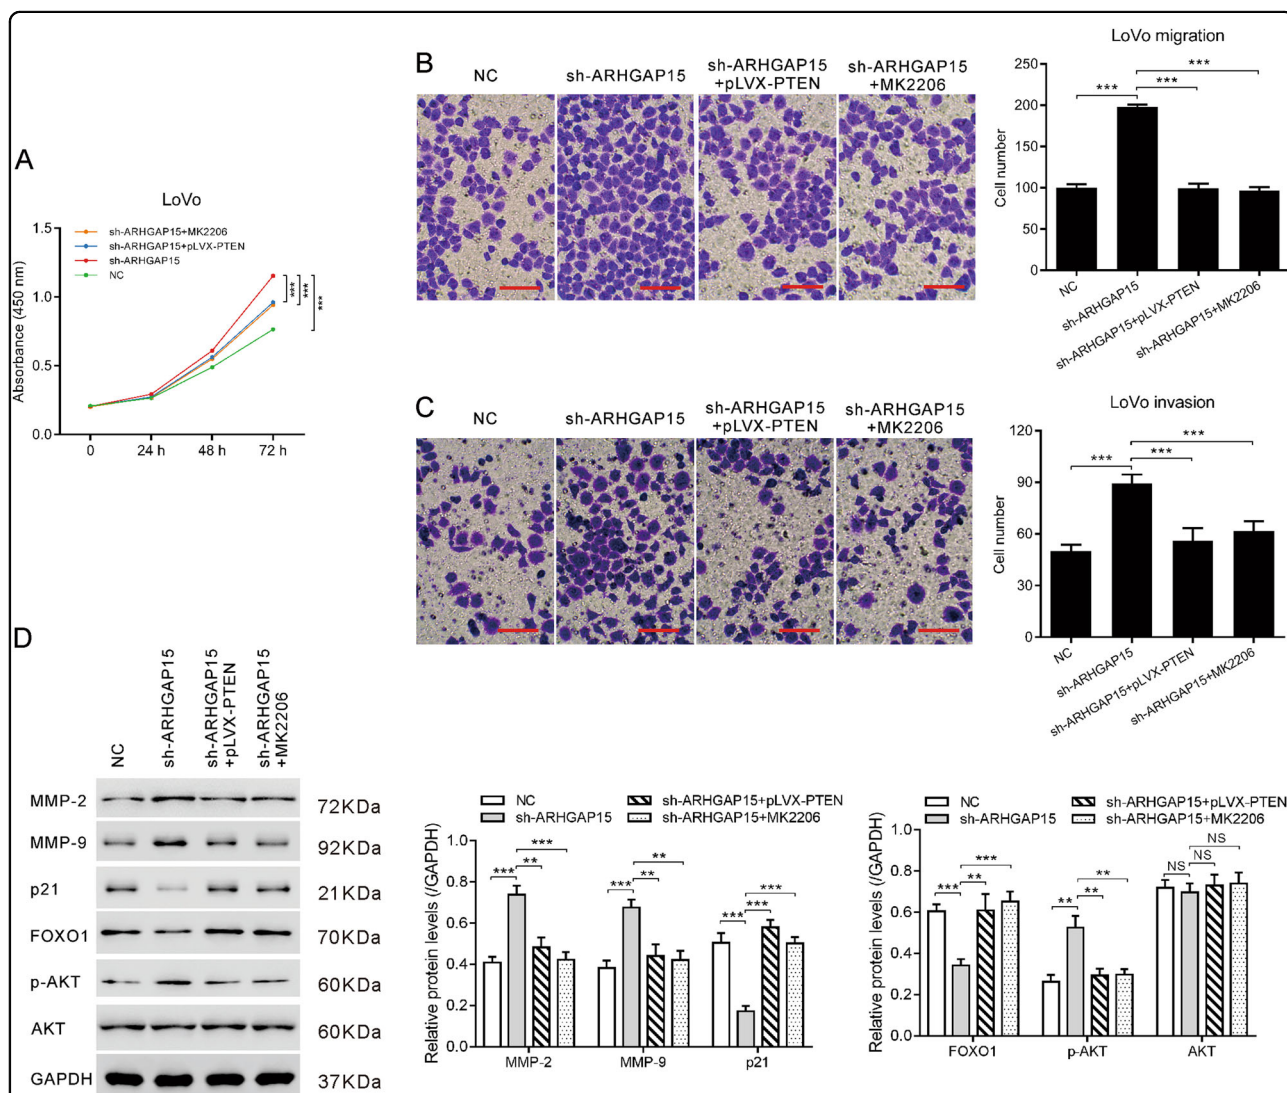 A
LoVo
sh-ARHGAP15+MK2206
sh-ARHGAP15+pLVX-PTEN
sh-ARHGAP15
NC
Absorbance (450 nm)
1.5
1.0
0.5
0.0
0 24 h 48 h 72 h
***
***
***
B
NC
sh-ARHGAP15
sh-ARHGAP15
+pLVX-PTEN
sh-ARHGAP15
+MK2206
LoVo migration
Cell number
250
200
150
100
50
0
***
***
***
NC
sh-ARHGAP15
sh-ARHGAP15+pLVX-PTEN
sh-ARHGAP15+MK2206
C
NC
sh-ARHGAP15
sh-ARHGAP15
+pLVX-PTEN
sh-ARHGAP15
+MK2206
LoVo invasion
Cell number
120
90
60
30
0
***
***
***
NC
sh-ARHGAP15
sh-ARHGAP15+pLVX-PTEN
sh-ARHGAP15+MK2206
D
NC
sh-ARHGAP15
sh-ARHGAP15
+pLVX-PTEN
sh-ARHGAP15
+MK2206
MMP-2 72KDa
MMP-9 92KDa
p21 21KDa
FOXO1 70KDa
p-AKT 60KDa
AKT 60KDa
GAPDH 37KDa
NC
sh-ARHGAP15
sh-ARHGAP15+pLVX-PTEN
sh-ARHGAP15+MK2206
Relative protein levels (/GAPDH)
1.0
0.8
0.6
0.4
0.2
0.0
***
**
***
***
**
**
***
***
***
MMP-2 MMP-9 p21
NC
sh-ARHGAP15
sh-ARHGAP15+pLVX-PTEN
sh-ARHGAP15+MK2206
Relative protein levels (/GAPDH)
1.0
0.8
0.6
0.4
0.2
0.0
***
**
***
**
**
**
NS
NS
NS
FOXO1 p-AKT AKT